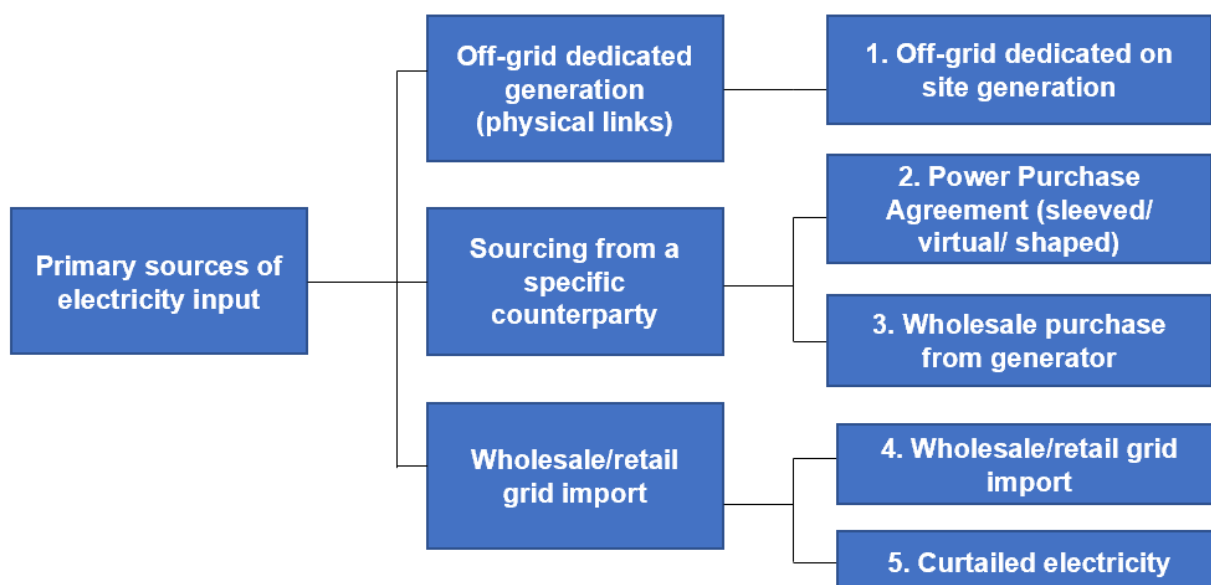 Primary sources of
electricity input
Off-grid dedicated
generation
(physical links)
1. Off-grid dedicated on
site generation
Sourcing from a
specific
counterparty
2. Power Purchase
Agreement (sleeved/
virtual/ shaped)
3. Wholesale purchase
from generator
Wholesale/retail
grid import
4. Wholesale/retail grid
import
5. Curtailed electricity